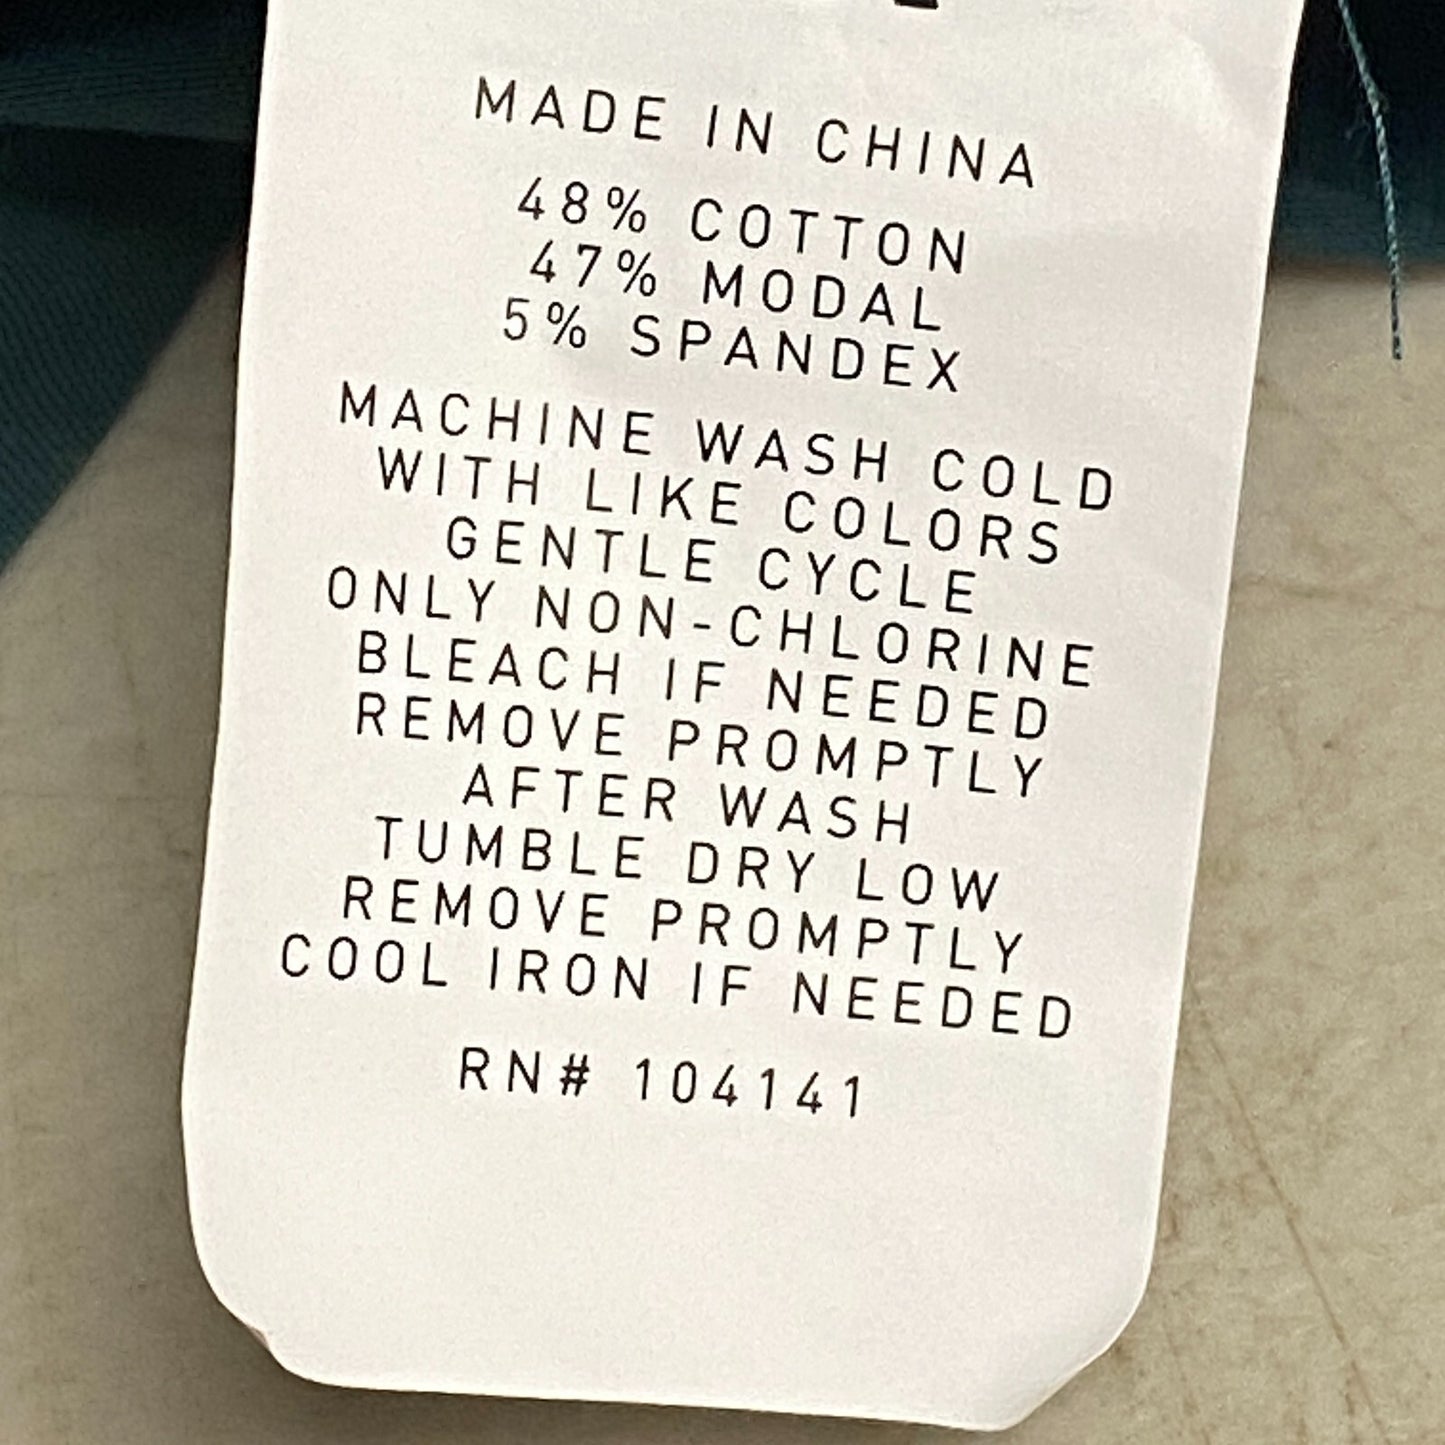 MADE IN CHINA
48% COTTON
47% MODAL
5% SPANDEX
MACHINE WASH COLD
WITH LIKE COLORS
GENTLE CYCLE
ONLY NON-CHLORINE
BLEACH IF NEEDED
REMOVE PROMPTLY
AFTER WASH
TUMBLE DRY LOW
REMOVE PROMPTLY
COOL IRON IF NEEDED
RN# 104141